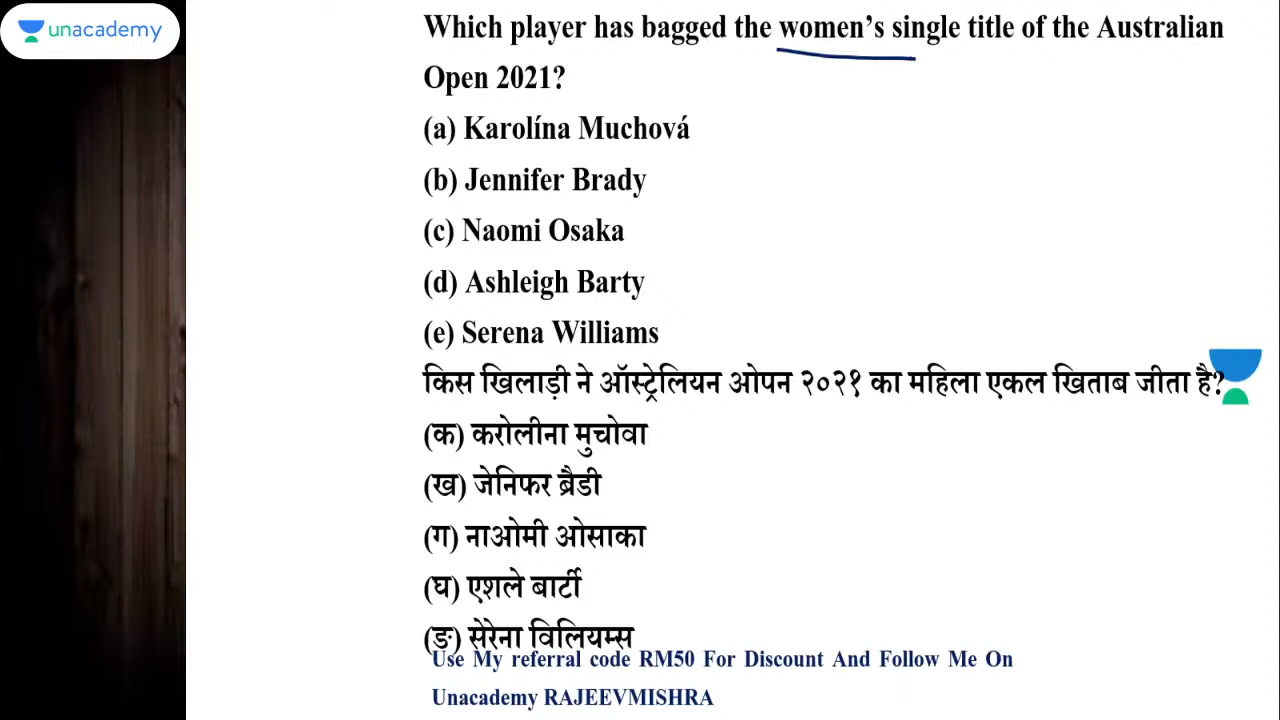 unacademy
Which player has bagged the women’s single title of the Australian
Open 2021?
(a) Karolína Muchová
(b) Jennifer Brady
(c) Naomi Osaka
(d) Ashleigh Barty
(e) Serena Williams
किस खिलाड़ी ने ऑस्ट्रेलियन ओपन २०२१ का महिला एकल खिताब जीता है?
(क) करोलीना मुचोवा
(ख) जेनिफर ब्रैडी
(ग) नाओमी ओसाका
(घ) एशले बार्टी
(ङ) सेरेना विलियम्स
Use My referral code RM50 For Discount And Follow Me On
Unacademy RAJEEVMISHRA